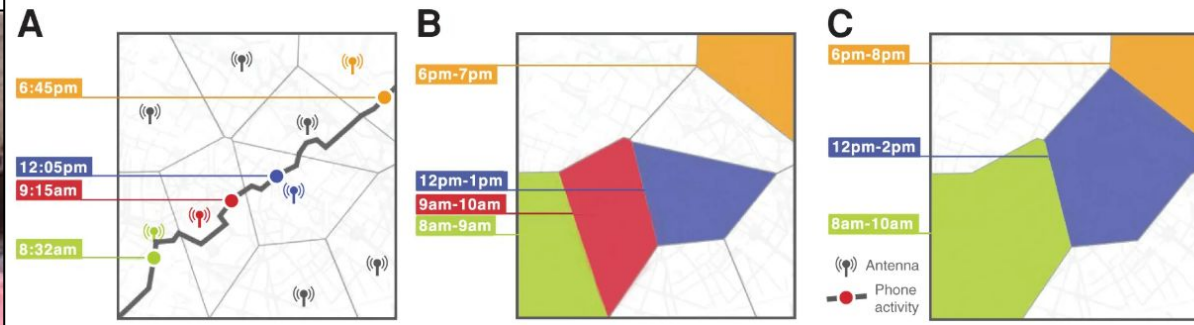 A
6:45pm
12:05pm
9:15am
8:32am
B
6pm-7pm
12pm-1pm
9am-10am
8am-9am
C
6pm-8pm
12pm-2pm
8am-10am
Antenna
Phone
activity